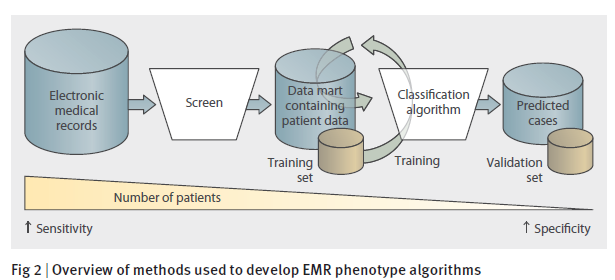 Electronic
medical
records
Screen
Data mart
containing
patient data
Classification
algorithm
Predicted
cases
Training
set
Training
Validation
set
Number of patients
↑ Sensitivity
↑ Specificity
Fig 2 | Overview of methods used to develop EMR phenotype algorithms